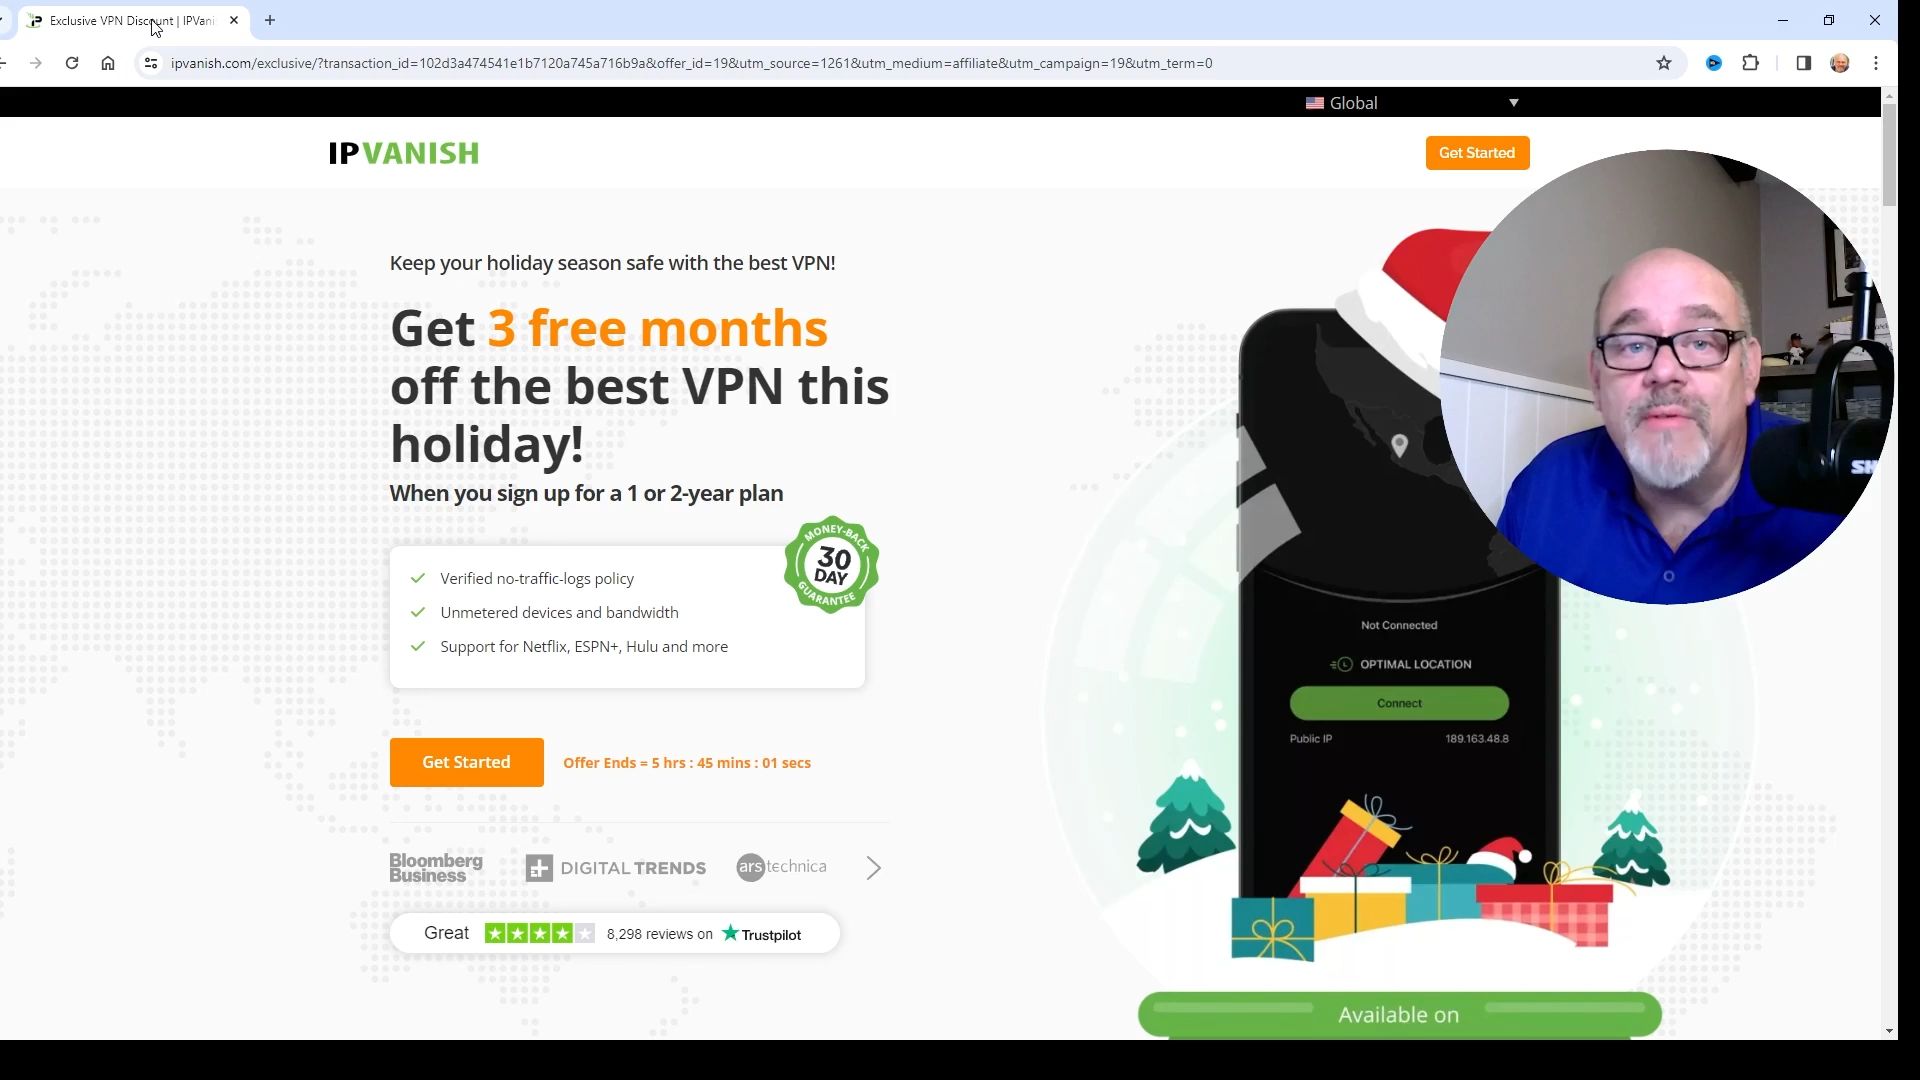 Exclusive VPN Discount | IPVani
ipvanish.com/exclusive/?transaction_id=102d3a474541e1b7120a745a716b9a&offer_id=19&utm_source=1261&utm_medium=affiliate&utm_campaign=19&utm_term=0
Global
IPVANISH
Get Started
Keep your holiday season safe with the best VPN!
Get 3 free months
off the best VPN this
holiday!
When you sign up for a 1 or 2-year plan
MONEY-BACK
30
DAY
GUARANTEE
Verified no-traffic-logs policy
Unmetered devices and bandwidth
Support for Netflix, ESPN+, Hulu and more
Get Started
Offer Ends = 5 hrs : 45 mins : 01 secs
Bloomberg
Business
DIGITAL TRENDS
ars technica
Great
8,298 reviews on
Trustpilot
SH
Not Connected
OPTIMAL LOCATION
Connect
Public IP
189.163.48.8
Available on